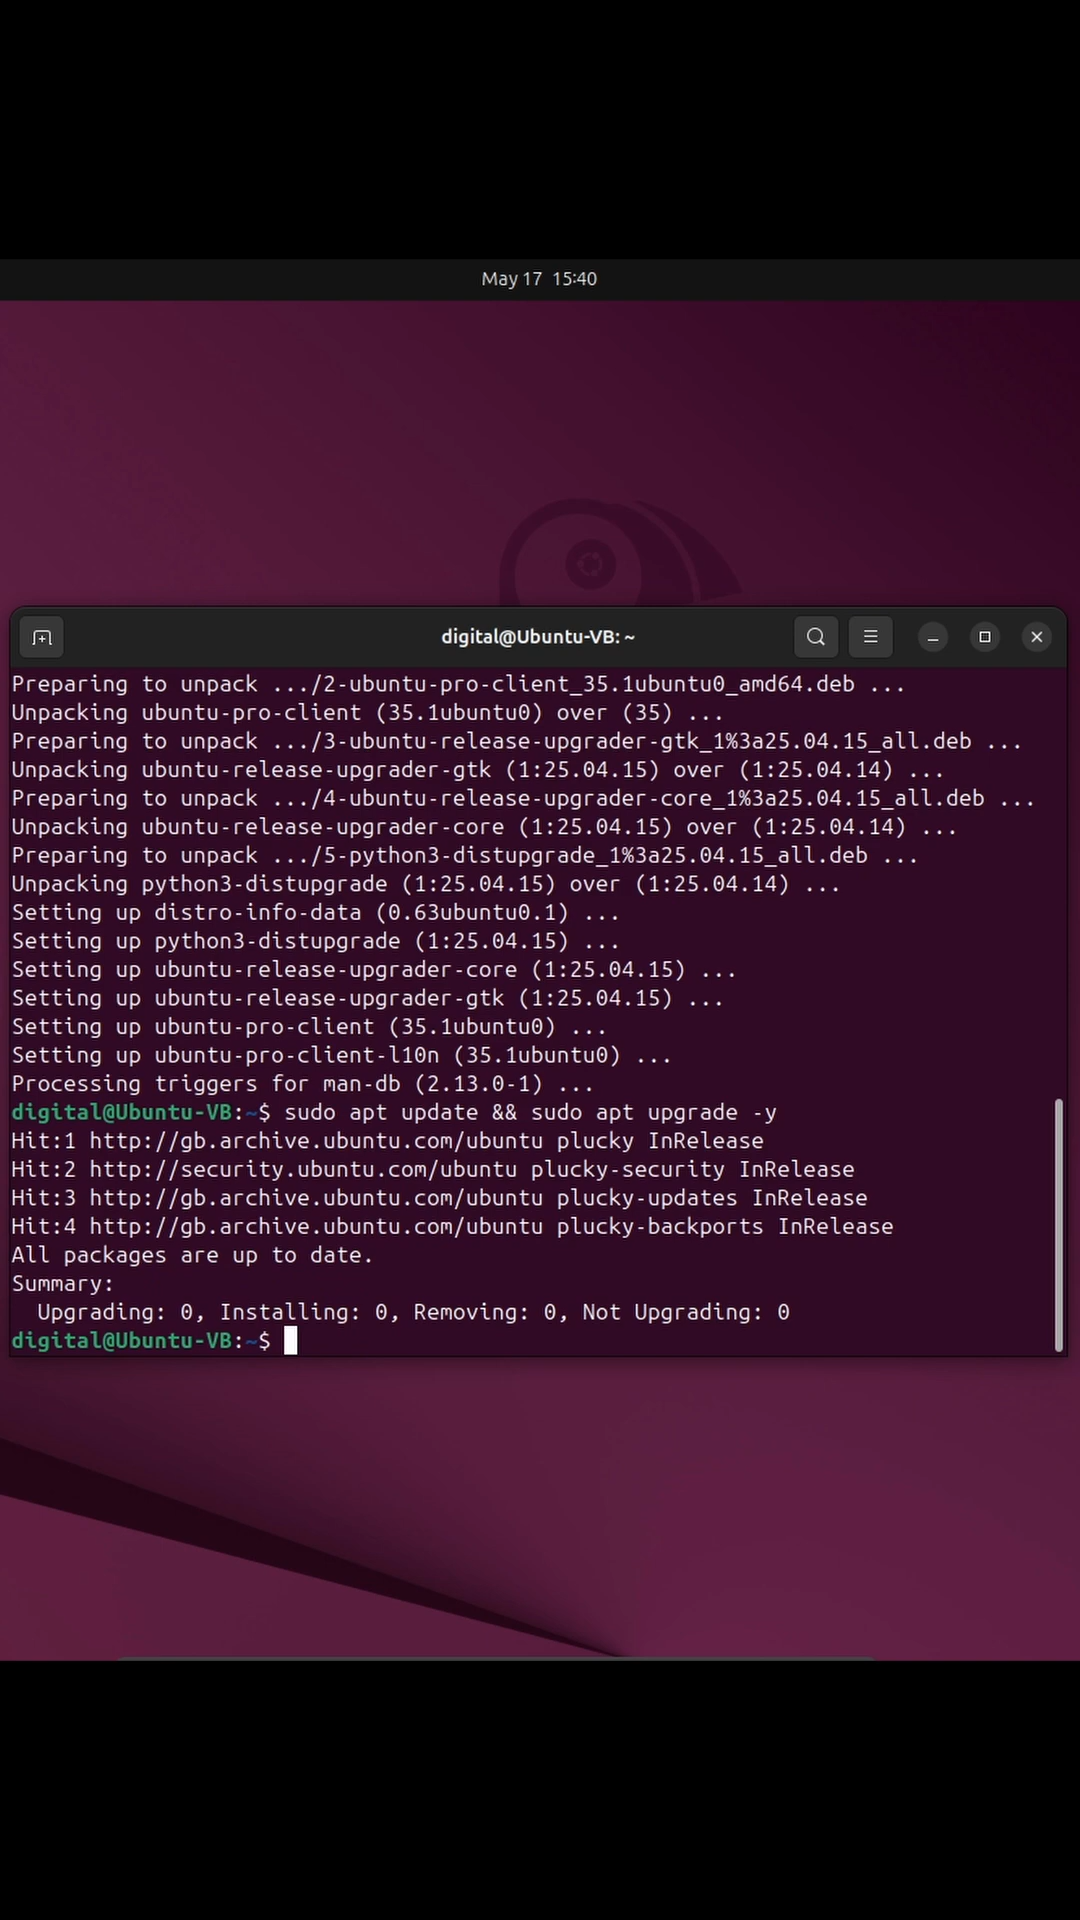 May 17 15:40
digital@Ubuntu-VB: ~
Preparing to unpack .../2-ubuntu-pro-client_35.1ubuntu0_amd64.deb ...
Unpacking ubuntu-pro-client (35.1ubuntu0) over (35) ...
Preparing to unpack .../3-ubuntu-release-upgrader-gtk_1%3a25.04.15_all.deb ...
Unpacking ubuntu-release-upgrader-gtk (1:25.04.15) over (1:25.04.14) ...
Preparing to unpack .../4-ubuntu-release-upgrader-core_1%3a25.04.15_all.deb ...
Unpacking ubuntu-release-upgrader-core (1:25.04.15) over (1:25.04.14) ...
Preparing to unpack .../5-python3-distupgrade_1%3a25.04.15_all.deb ...
Unpacking python3-distupgrade (1:25.04.15) over (1:25.04.14) ...
Setting up distro-info-data (0.63ubuntu0.1) ...
Setting up python3-distupgrade (1:25.04.15) ...
Setting up ubuntu-release-upgrader-core (1:25.04.15) ...
Setting up ubuntu-release-upgrader-gtk (1:25.04.15) ...
Setting up ubuntu-pro-client (35.1ubuntu0) ...
Setting up ubuntu-pro-client-l10n (35.1ubuntu0) ...
Processing triggers for man-db (2.13.0-1) ...
digital@Ubuntu-VB:~$ sudo apt update && sudo apt upgrade -y
Hit:1 http://gb.archive.ubuntu.com/ubuntu plucky InRelease
Hit:2 http://security.ubuntu.com/ubuntu plucky-security InRelease
Hit:3 http://gb.archive.ubuntu.com/ubuntu plucky-updates InRelease
Hit:4 http://gb.archive.ubuntu.com/ubuntu plucky-backports InRelease
All packages are up to date.
Summary:
  Upgrading: 0, Installing: 0, Removing: 0, Not Upgrading: 0
digital@Ubuntu-VB:~$